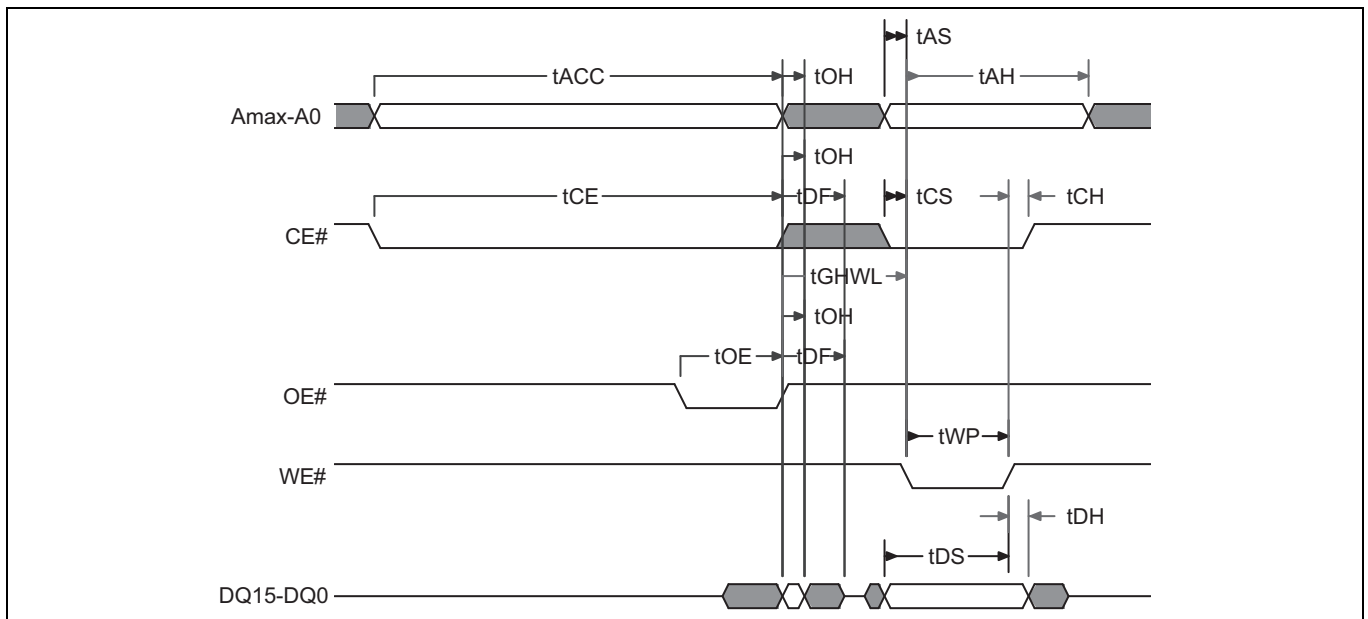 tAS
tACC tOH tAH
Amax-A0
tOH
tCE tDF tCS tCH
CE#
tGHWL
tOH
tOE tDF
OE#
tWP
WE#
tDH
tDS
DQ15-DQ0